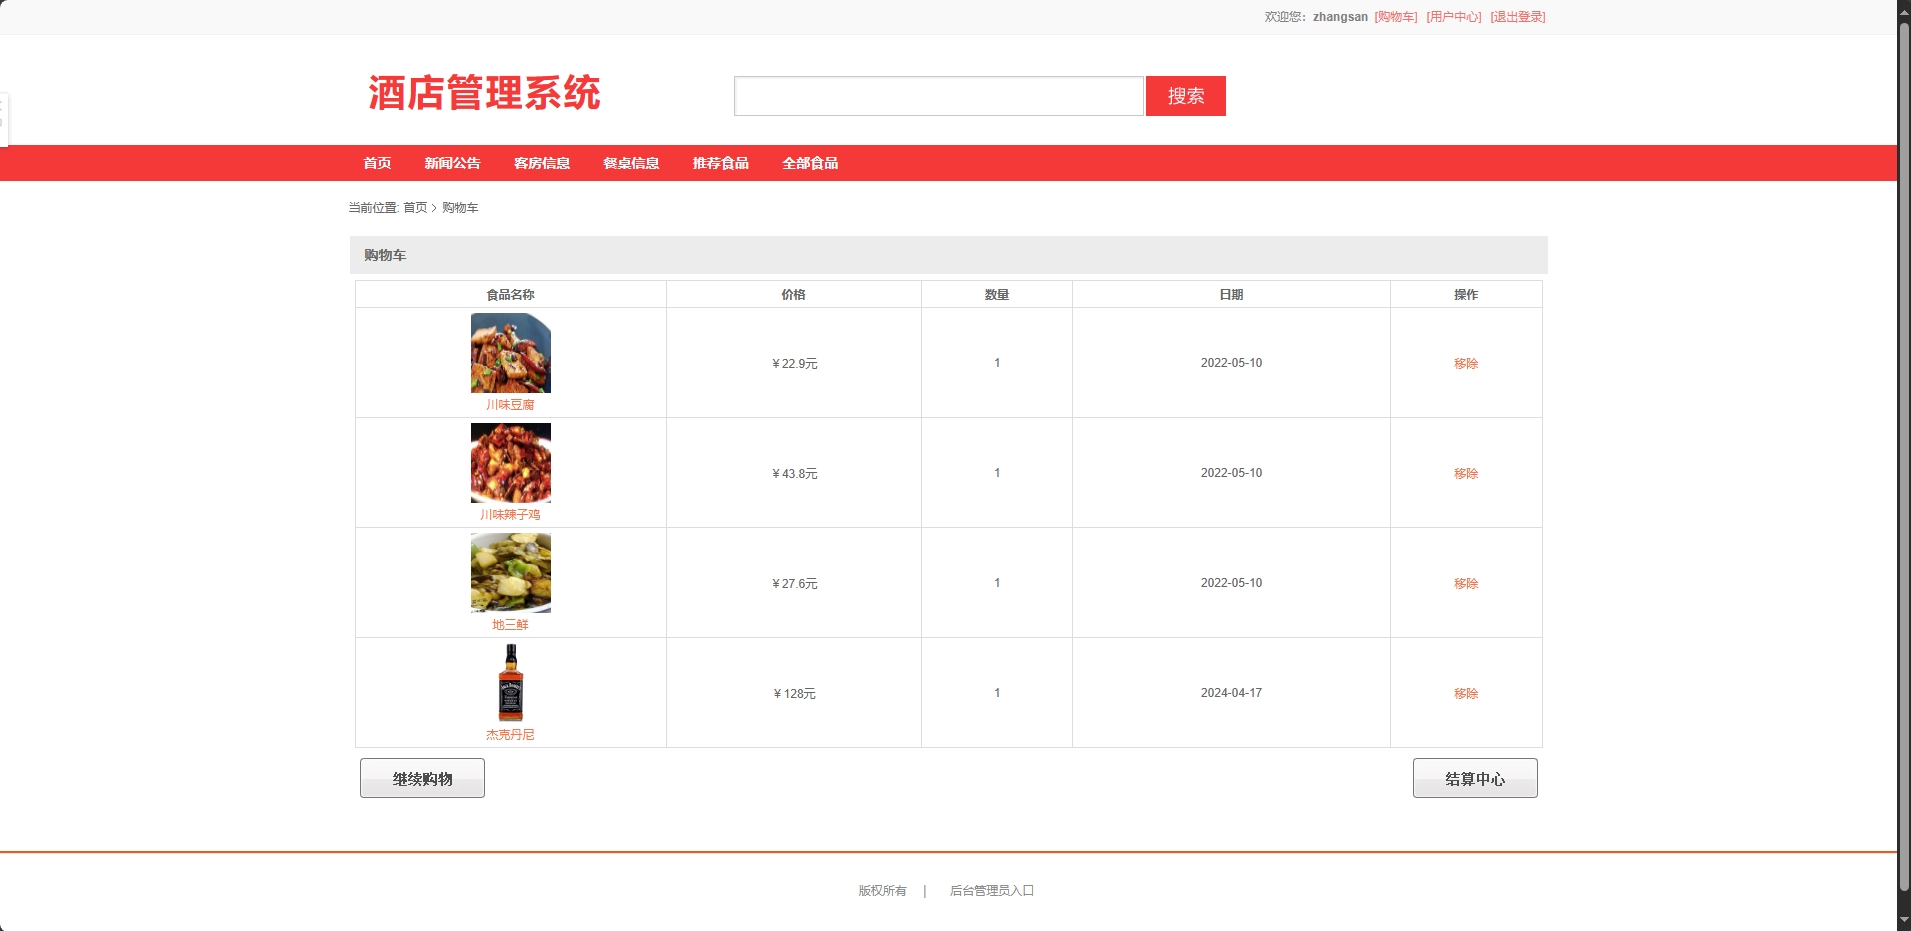 欢迎您：zhangsan [购物车] [用户中心] [退出登录]
酒店管理系统
搜索
首页 新闻公告 客房信息 餐桌信息 推荐食品 全部食品
当前位置: 首页 > 购物车
购物车
食品名称 价格 数量 日期 操作
川味豆腐 ￥22.9元 1 2022-05-10 移除
川味辣子鸡 ￥43.8元 1 2022-05-10 移除
地三鲜 ￥27.6元 1 2022-05-10 移除
杰克丹尼 ￥128元 1 2024-04-17 移除
继续购物 结算中心
版权所有 | 后台管理员入口